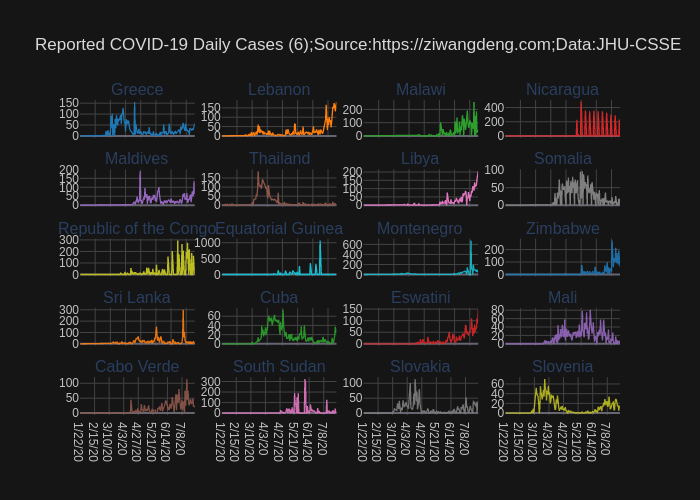 Reported COVID-19 Daily Cases (6);Source:https://ziwangdeng.com;Data:JHU-CSSE
Greece Lebanon Malawi Nicaragua
150 100 50 0
150 100 50 0
200 100 0
400 200 0
Maldives Thailand Libya Somalia
200 150 100 50 0
150 100 50 0
200 150 100 50 0
100 50 0
Republic of the Congo Equatorial Guinea Montenegro Zimbabwe
300 200 100 0
1000 500 0
600 400 200 0
200 100 0
Sri Lanka Cuba Eswatini Mali
300 200 100 0
60 40 20 0
150 100 50 0
80 60 40 20 0
Cabo Verde South Sudan Slovakia Slovenia
100 50 0
300 200 100 0
100 50 0
60 40 20 0
1/22/20 2/15/20 3/10/20 4/3/20 4/27/20 5/21/20 6/14/20 7/8/20
1/22/20 2/15/20 3/10/20 4/3/20 4/27/20 5/21/20 6/14/20 7/8/20
1/22/20 2/15/20 3/10/20 4/3/20 4/27/20 5/21/20 6/14/20 7/8/20
1/22/20 2/15/20 3/10/20 4/3/20 4/27/20 5/21/20 6/14/20 7/8/20